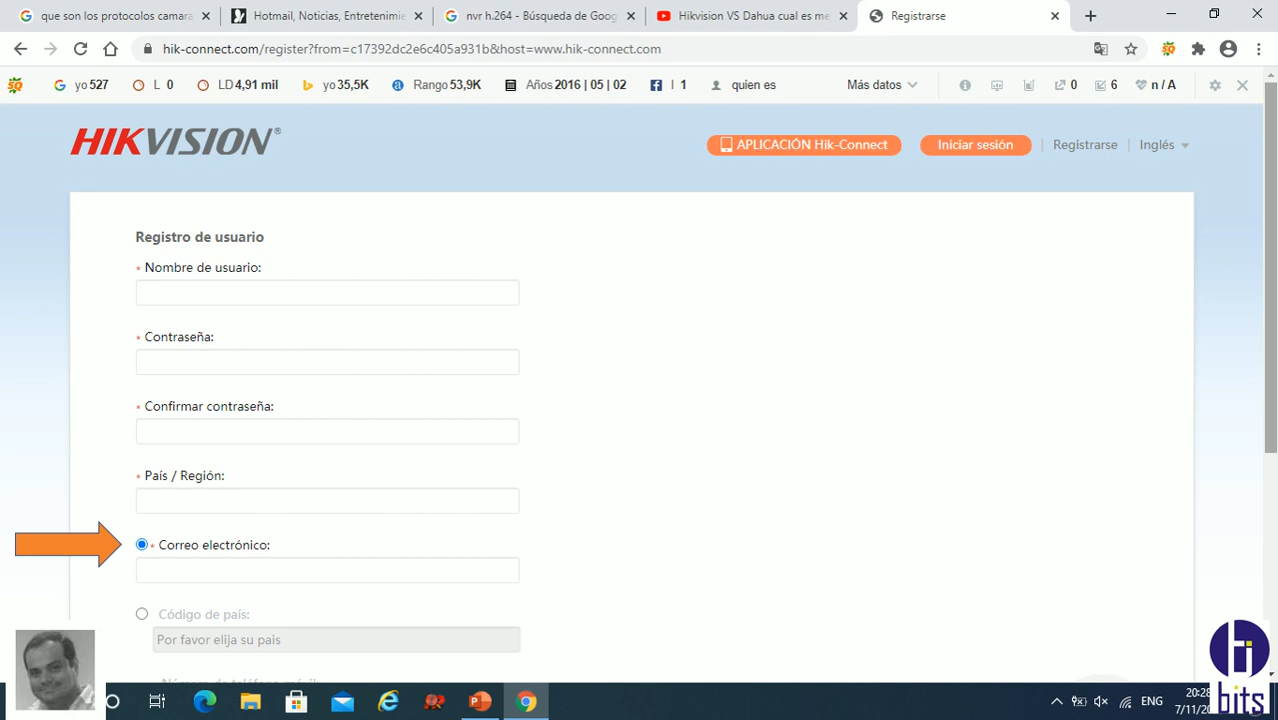 que son los protocolos camara
Hotmail, Noticias, Entretenimie
nvr h.264 - Búsqueda de Goog
Hikvision VS Dahua cual es me
Registrarse
hik-connect.com/register?from=c17392dc2e6c405a931b&host=www.hik-connect.com
yo 527
L 0
LD 4,91 mil
yo 35,5K
Rango 53,9K
Años 2016 | 05 | 02
I 1
quien es
Más datos
0
6
n / A
HIKVISION®
APLICACIÓN Hik-Connect
Iniciar sesión
Registrarse
Inglés
Registro de usuario
* Nombre de usuario:
* Contraseña:
* Confirmar contraseña:
* País / Región:
* Correo electrónico:
Código de país:
Por favor elija su pais
ENG
20:28
7/11/20
hi
bits